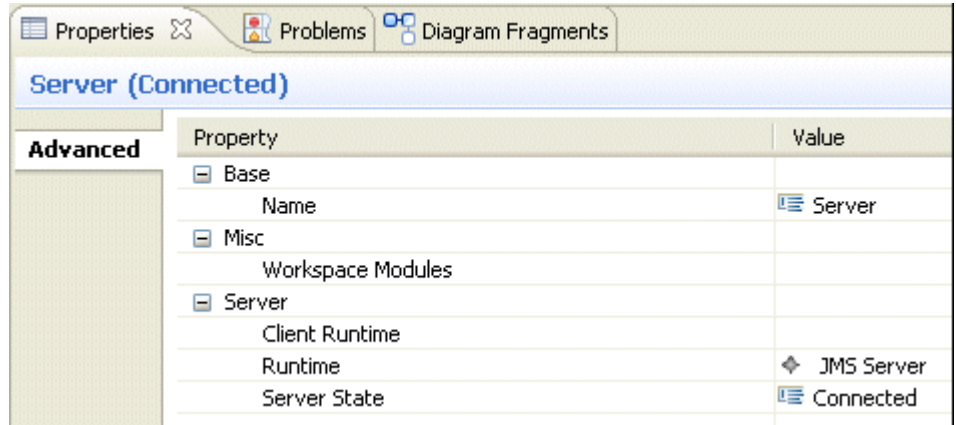 Properties Problems Diagram Fragments
Server (Connected)
Advanced
Property Value
Base
Name Server
Misc
Workspace Modules
Server
Client Runtime
Runtime JMS Server
Server State Connected